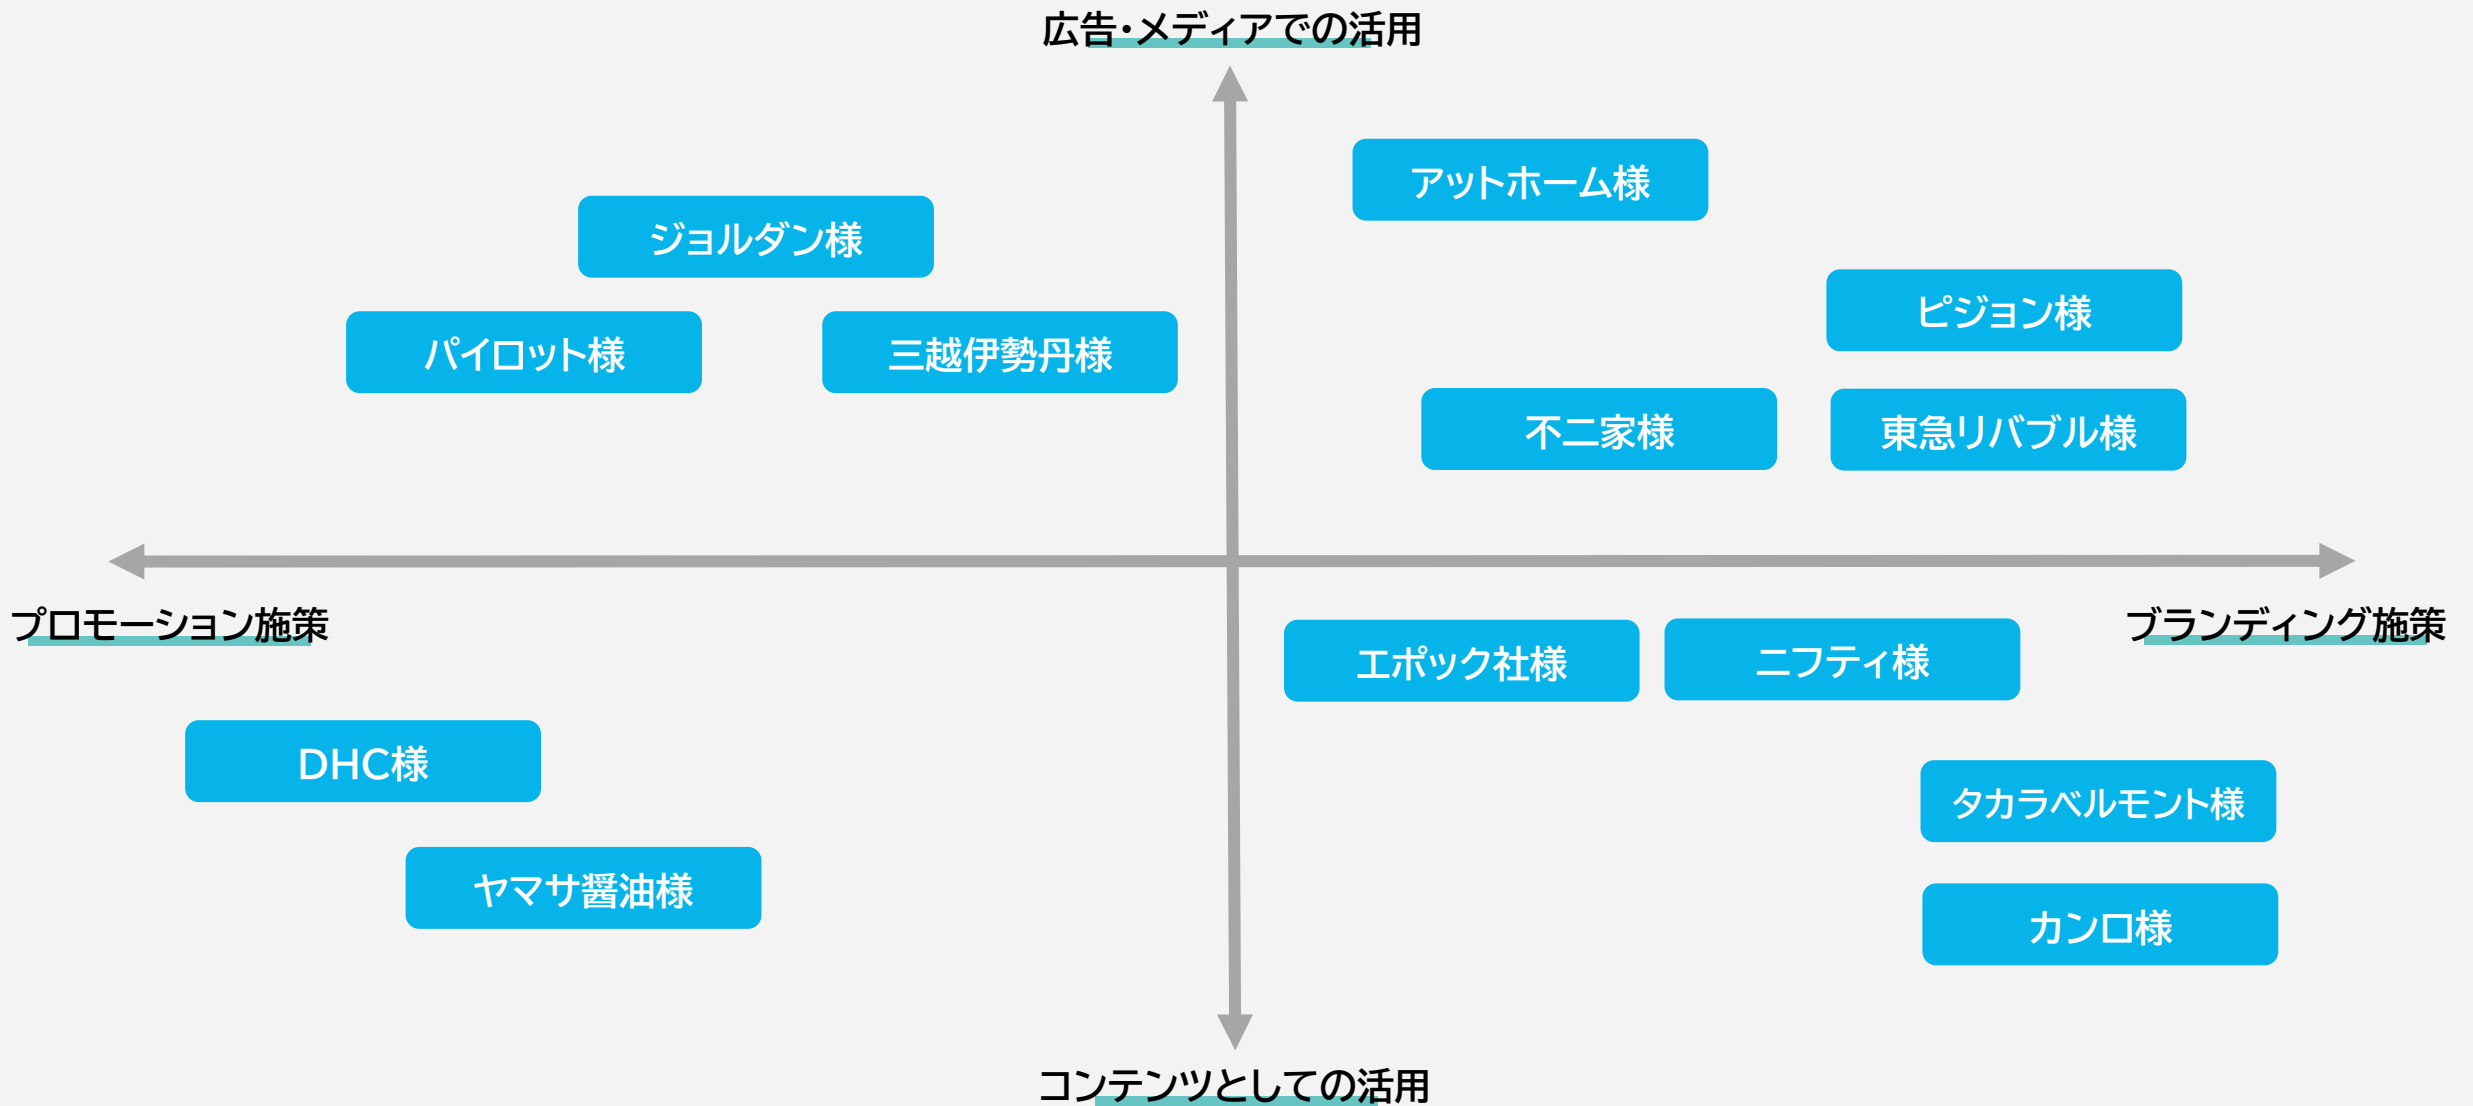 広告・メディアでの活用
アットホーム様
ジョルダン様
ピジョン様
パイロット様
三越伊勢丹様
不二家様
東急リバブル様
プロモーション施策
ブランディング施策
エポック社様
ニフティ様
DHC様
タカラベルモント様
ヤマサ醤油様
カンロ様
コンテンツとしての活用